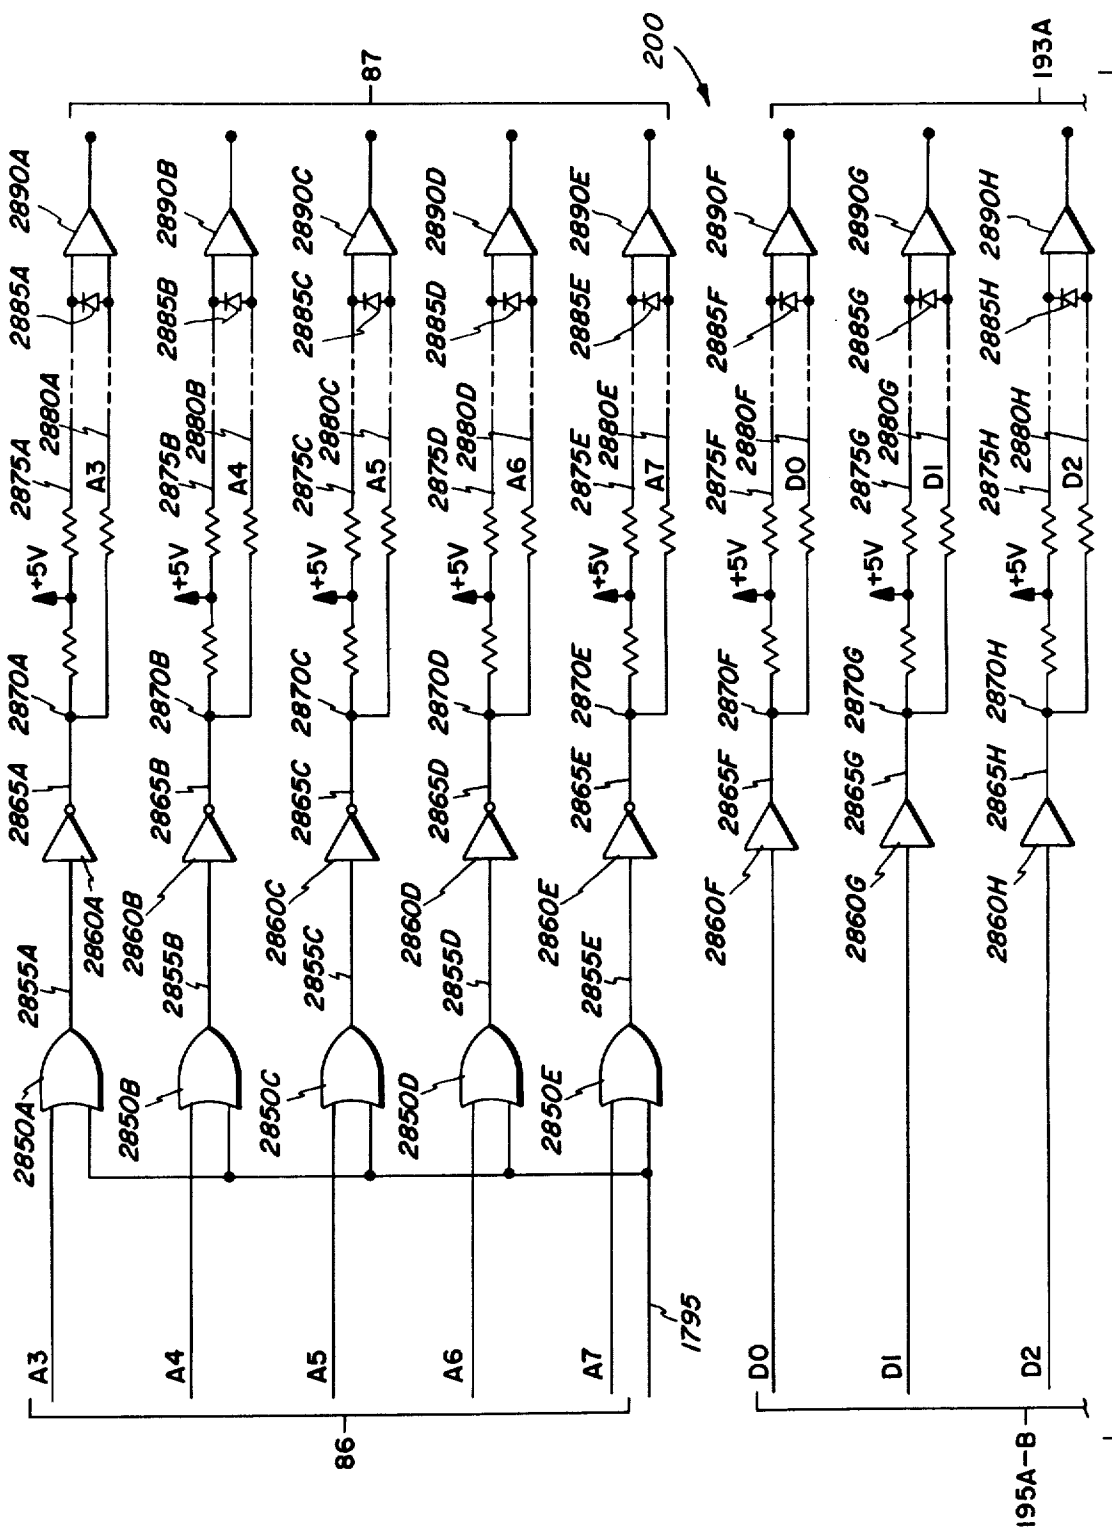 2850A 2855A 2860A 2865A 2870A 2875A 2880A 2885A 2890A
A3 +5V A3
2850B 2855B 2860B 2865B 2870B 2875B 2880B 2885B 2890B
A4 +5V A4
2850C 2855C 2860C 2865C 2870C 2875C 2880C 2885C 2890C
A5 +5V A5
2850D 2855D 2860D 2865D 2870D 2875D 2880D 2885D 2890D
A6 +5V A6
2850E 2855E 2860E 2865E 2870E 2875E 2880E 2885E 2890E
A7 +5V A7
86 87
1795
200
2860F 2865F 2870F 2875F 2880F 2885F 2890F
D0 +5V D0
2860G 2865G 2870G 2875G 2880G 2885G 2890G
D1 +5V D1
2860H 2865H 2870H 2875H 2880H 2885H 2890H
D2 +5V D2
195A-B 193A